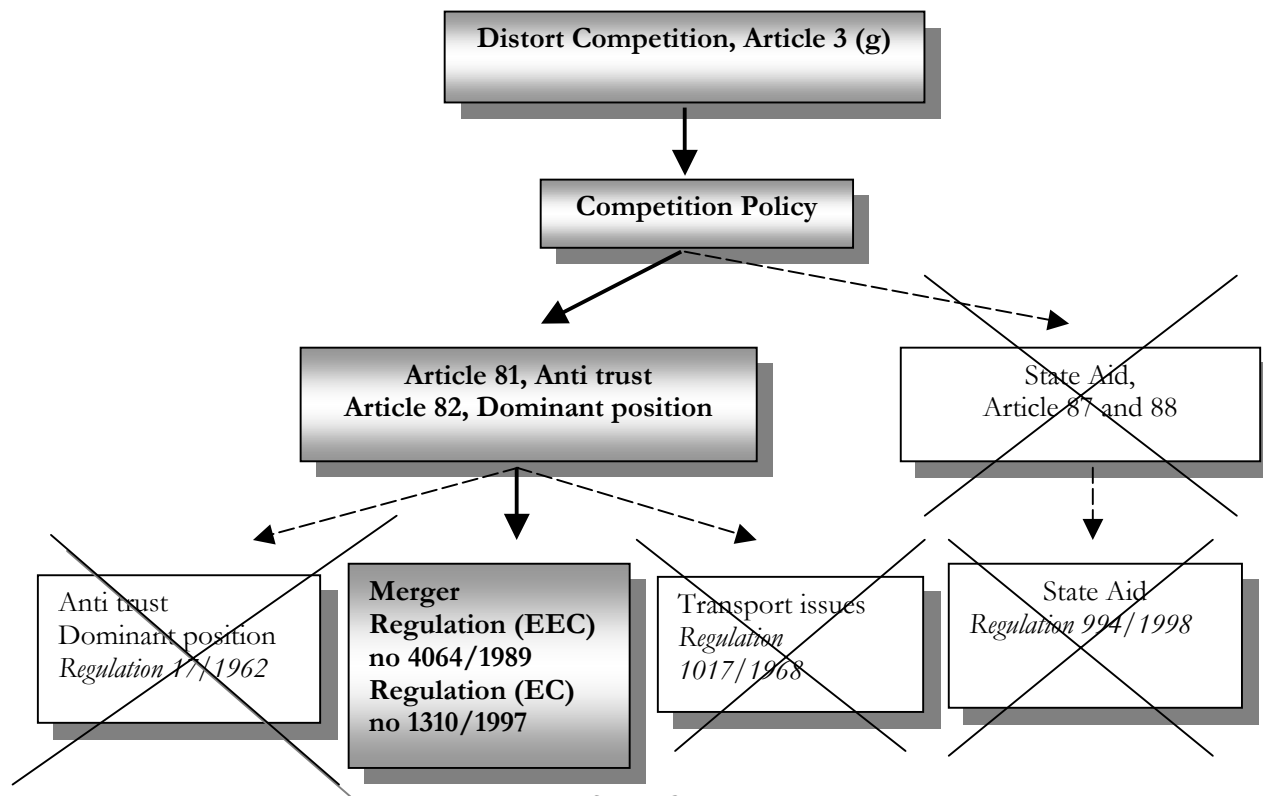 Distort Competition, Article 3 (g)
Competition Policy
Article 81, Anti trust
Article 82, Dominant position
State Aid,
Article 87 and 88
Anti trust
Dominant position
Regulation 17/1962
Merger
Regulation (EEC)
no 4064/1989
Regulation (EC)
no 1310/1997
Transport issues
Regulation
1017/1968
State Aid
Regulation 994/1998